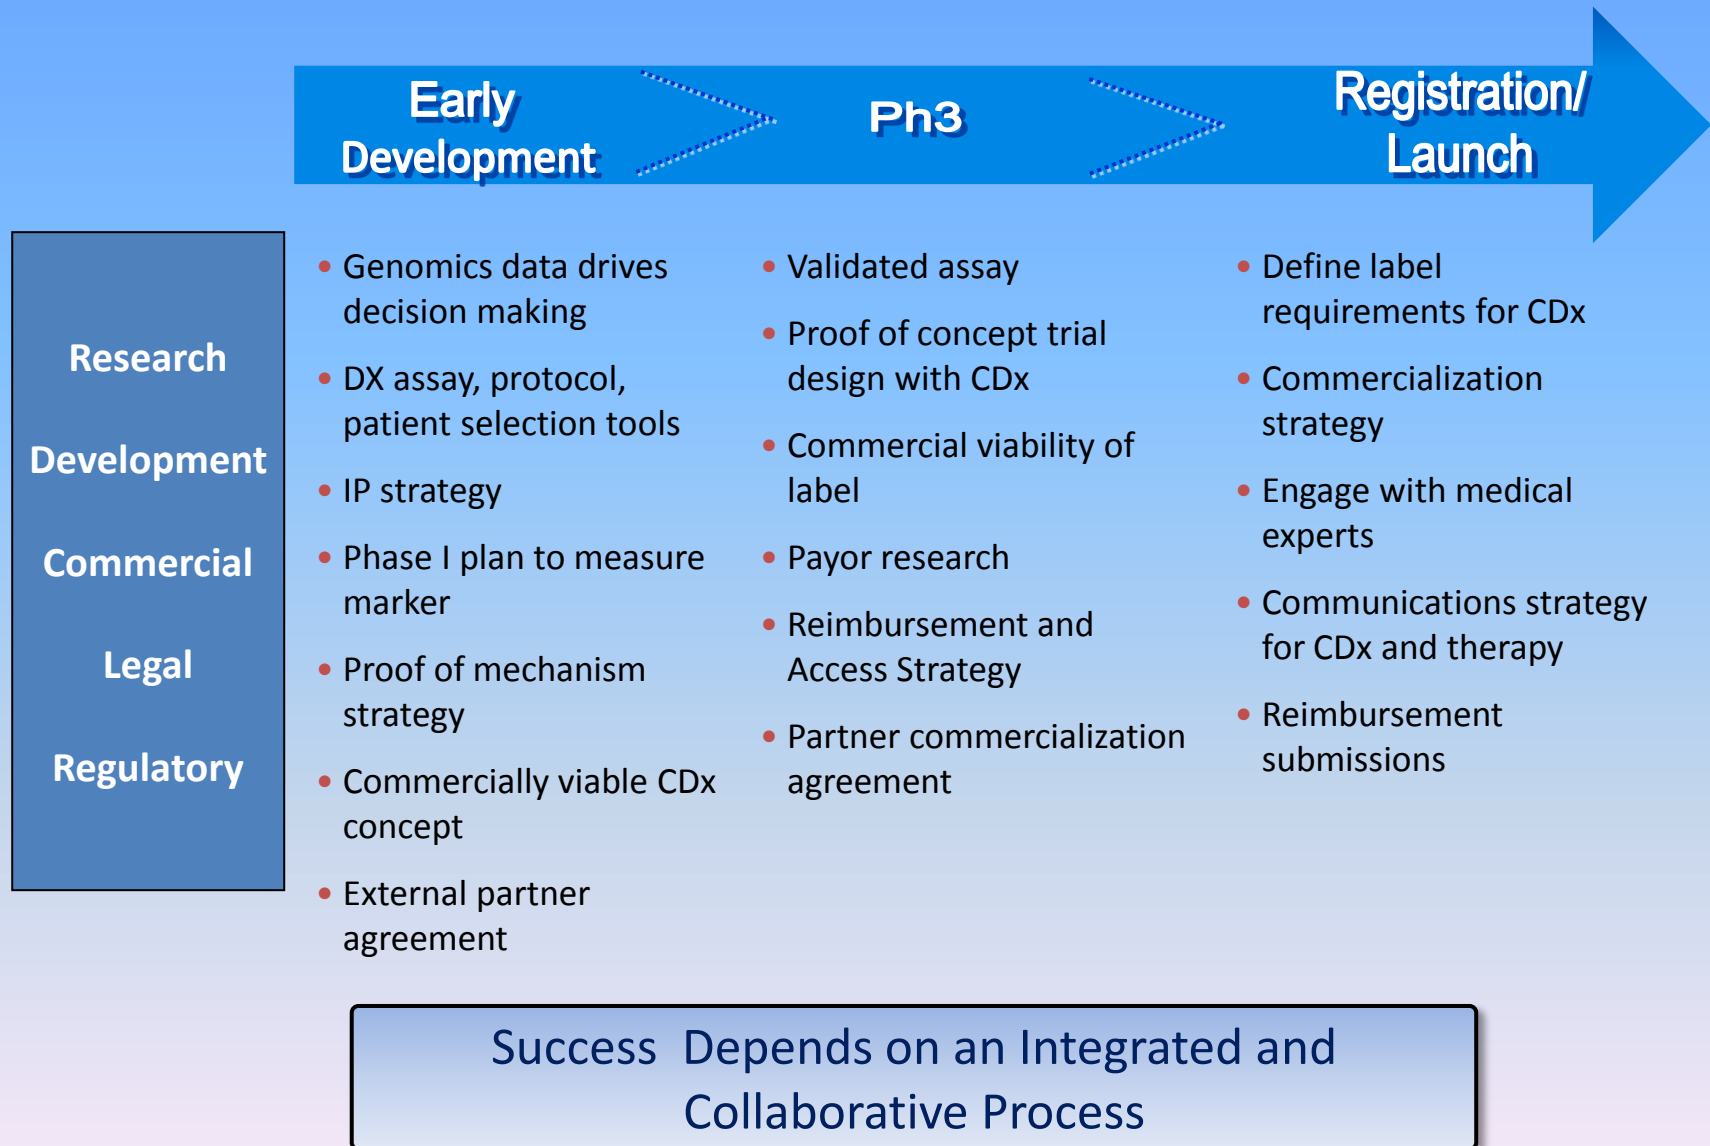 Early
Development
Ph3
Registration/
Launch
Research
Development
Commercial
Legal
Regulatory
• Genomics data drives
decision making
• DX assay, protocol,
patient selection tools
• IP strategy
• Phase I plan to measure
marker
• Proof of mechanism
strategy
• Commercially viable CDx
concept
• External partner
agreement
• Validated assay
• Proof of concept trial
design with CDx
• Commercial viability of
label
• Payor research
• Reimbursement and
Access Strategy
• Partner commercialization
agreement
• Define label
requirements for CDx
• Commercialization
strategy
• Engage with medical
experts
• Communications strategy
for CDx and therapy
• Reimbursement
submissions
Success Depends on an Integrated and
Collaborative Process